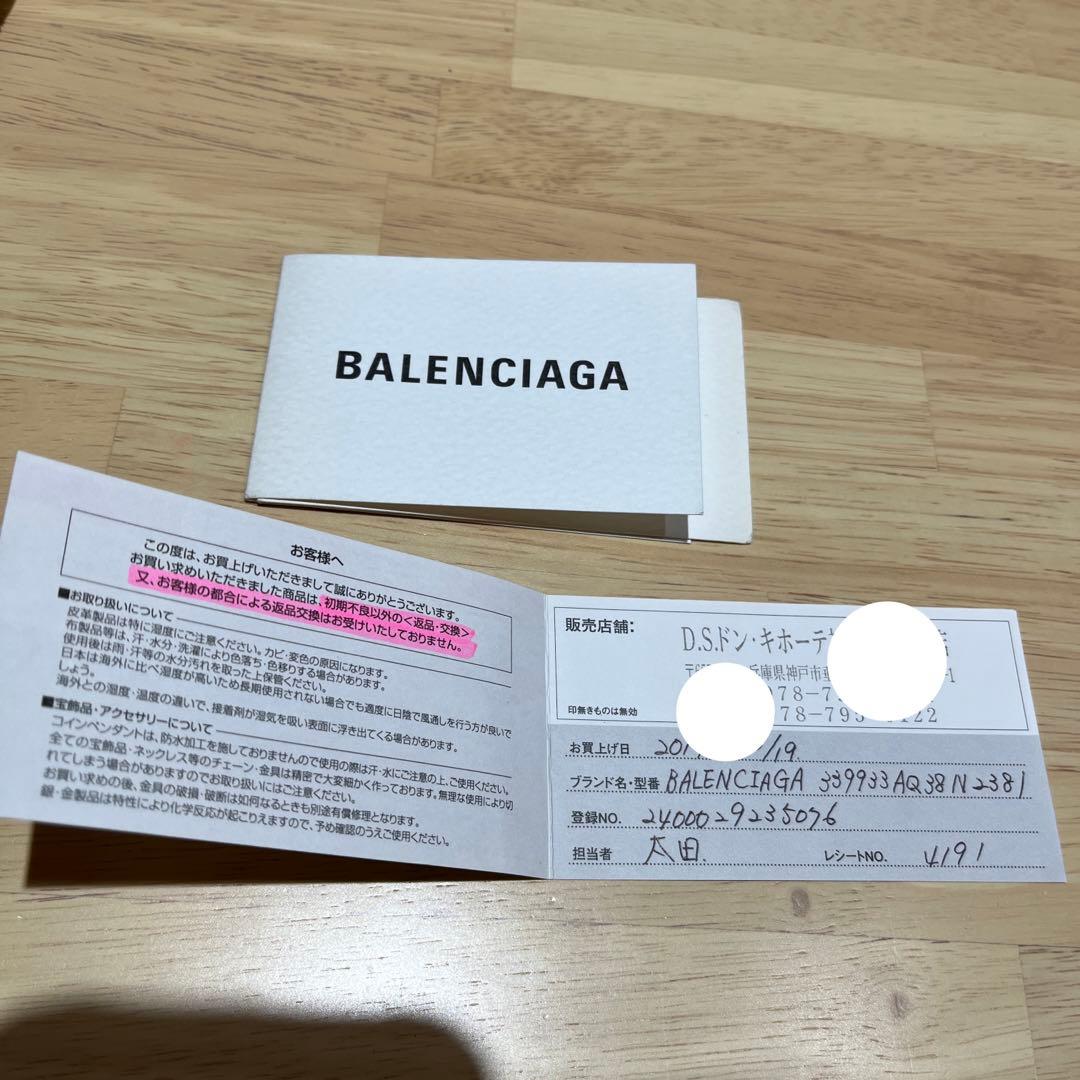 BALENCIAGA
お客様へ
この度は、お買上げいただきまして誠にありがとうございます。
お買い求めいただきました商品は、初期不良以外の<返品・交換>
又、お客様の都合による返品交換はお受けいたしておりません。
■お取り扱いについて
皮革製品は特に湿度にご注意ください。カビ・変色の原因になります。
布製品等は、汗・水分・洗濯により色落ち・色移りする場合があります。
使用後は雨・汗等の水分汚れを取った上保管ください。
日本は海外に比べ湿度が高いため長期使用されない場合でも適度に日陰で風通しを行う方が良いで
しょう。
海外との湿度・温度の違いで、接着剤が湿気を吸い表面に浮き出てくる場合があります。
■宝飾品・アクセサリーについて
コインペンダントは、防水加工を施しておりませんので使用の際は汗・水にご注意の上、ご使用ください。
全ての宝飾品・ネックレス等のチェーン・金具は精密で大変細かく作っております。無理な使用により切
れてしまう場合がありますのでお取り扱いにはご注意ください。
お買い求めの後、金具の破損・破断は如何なるときも別途有償修理となります。
銀・金製品は特性により化学反応が起こりえますので、予め確認のうえご使用ください。
販売店舗:
D.S.ドン・キホーテ
兵庫県神戸市
印無きものは無効
お買上げ日 201 /19
ブランド名・型番 BALENCIAGA 339933AQ38N2381
登録NO. 2400029235076
担当者 太田. レシートNO. 4191